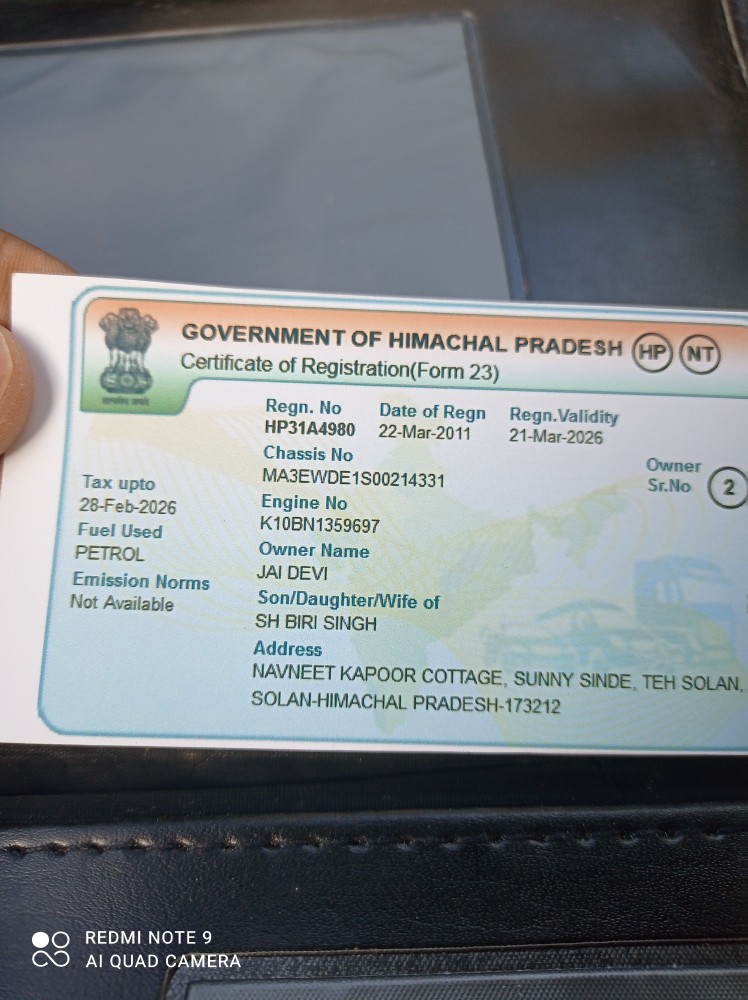 GOVERNMENT OF HIMACHAL PRADESH HP NT
Certificate of Registration(Form 23)
Regn. No Date of Regn Regn.Validity
HP31A4980 22-Mar-2011 21-Mar-2026
Chassis No
MA3EWDE1S00214331
Owner
Sr.No 2
Tax upto
28-Feb-2026
Engine No
K10BN1359697
Fuel Used
PETROL
Owner Name
JAI DEVI
Emission Norms
Not Available
Son/Daughter/Wife of
SH BIRI SINGH
Address
NAVNEET KAPOOR COTTAGE, SUNNY SINDE, TEH SOLAN,
SOLAN-HIMACHAL PRADESH-173212
REDMI NOTE 9
AI QUAD CAMERA